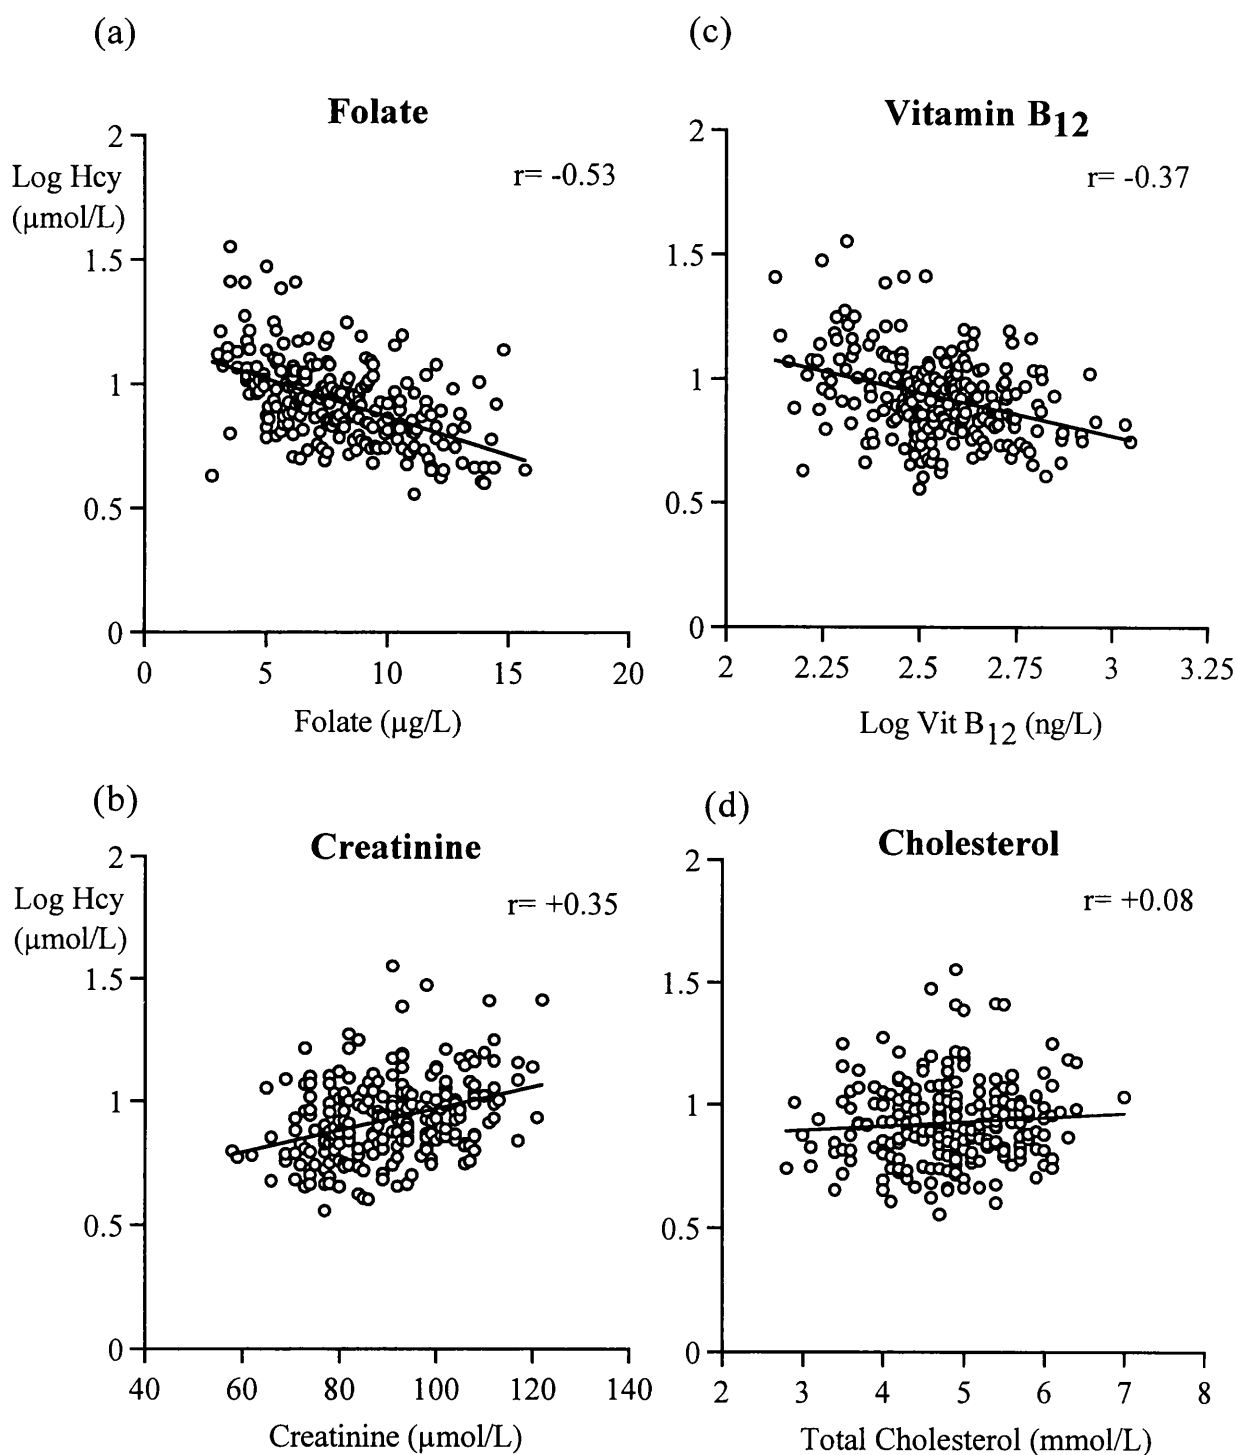 (a)
Folate
r= -0.53
Log Hcy
(μmol/L)
2
1.5
1
0.5
0
0 5 10 15 20
Folate (μg/L)
(c)
Vitamin B12
r= -0.37
2
1.5
1
0.5
0
2 2.25 2.5 2.75 3 3.25
Log Vit B12 (ng/L)
(b)
Creatinine
r= +0.35
Log Hcy
(μmol/L)
2
1.5
1
0.5
0
40 60 80 100 120 140
Creatinine (μmol/L)
(d)
Cholesterol
r= +0.08
2
1.5
1
0.5
0
2 3 4 5 6 7 8
Total Cholesterol (mmol/L)